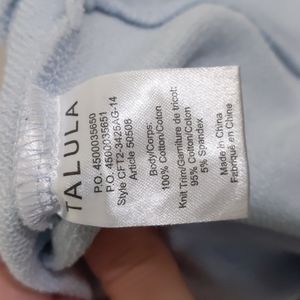 TALULA
P.O. 4500035650
P.O. 4500035651
Style CFT2-3425AG-14
Article 50508
Body/Corps:
100% Cotton/Coton
Knit Trim/Garniture de tricot:
95% Cotton/Coton
5% Spandex
Made in China
Fabriqué en Chine